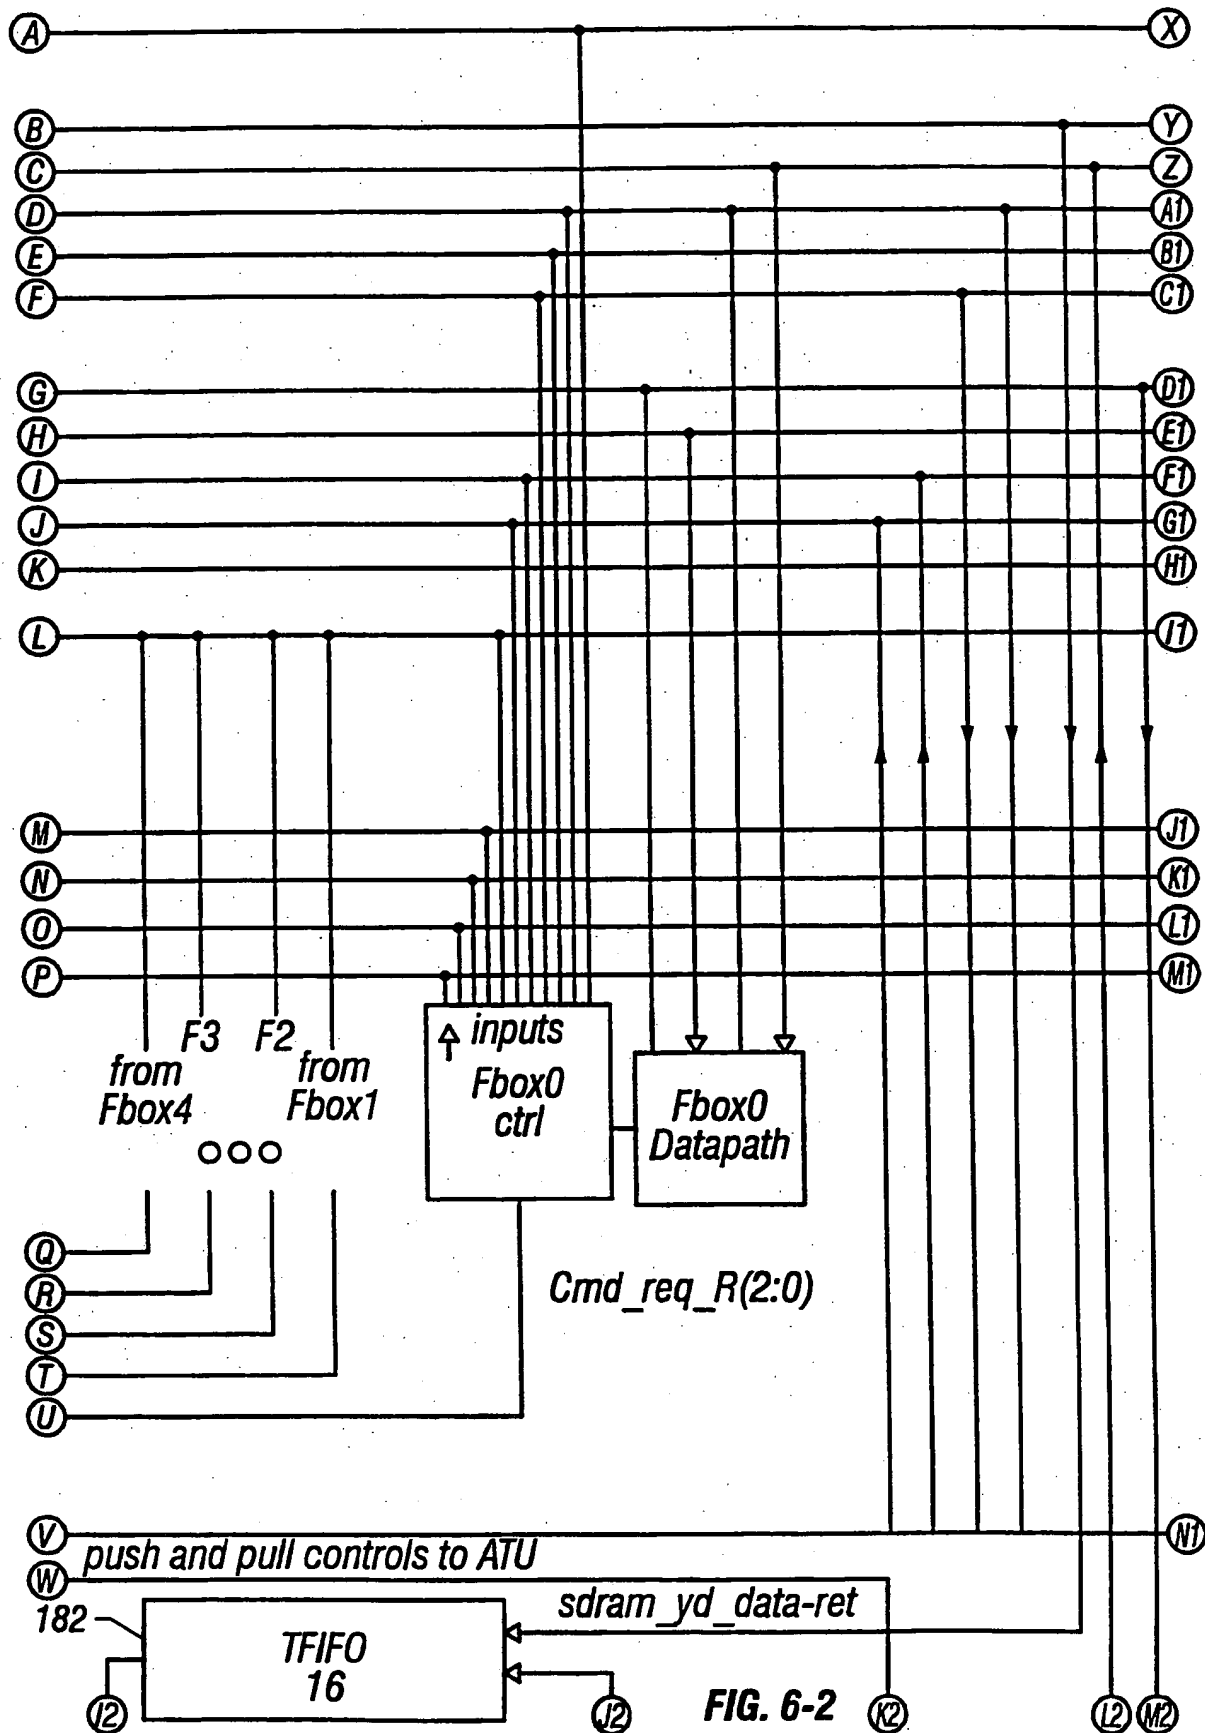 A X
B Y
C Z
D A1
E B1
F C1
G D1
H E1
I F1
J G1
K H1
L I1
M J1
N K1
O L1
P M1
F3 F2
from
Fbox4
from
Fbox1
inputs
Fbox0
ctrl
Fbox0
Datapath
Q
R
S
T
U
Cmd_req_R(2:0)
V N1
push and pull controls to ATU
W
182
sdram_yd_data-ret
TFIFO
16
I2 J2 FIG. 6-2 K2 L2 M2